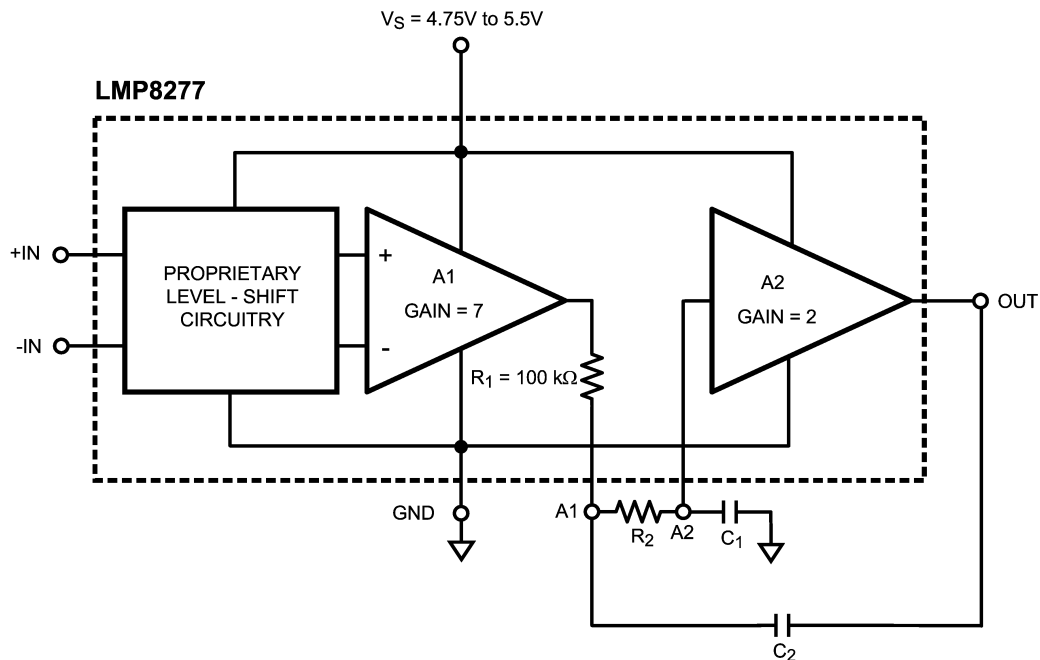 V_S = 4.75V to 5.5V
LMP8277
+IN
-IN
PROPRIETARY
LEVEL - SHIFT
CIRCUITRY
+
-
A1
GAIN = 7
A2
GAIN = 2
OUT
R_1 = 100 kΩ
GND
A1
R_2
A2
C_1
C_2